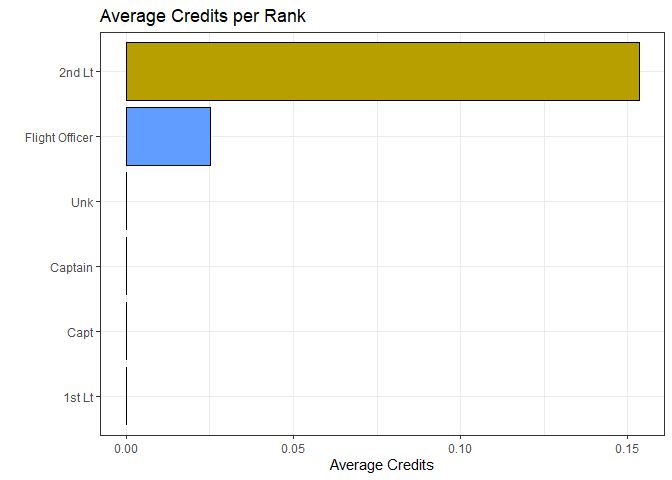 Average Credits per Rank
2nd Lt
Flight Officer
Unk
Captain
Capt
1st Lt
0.00 0.05 0.10 0.15
Average Credits